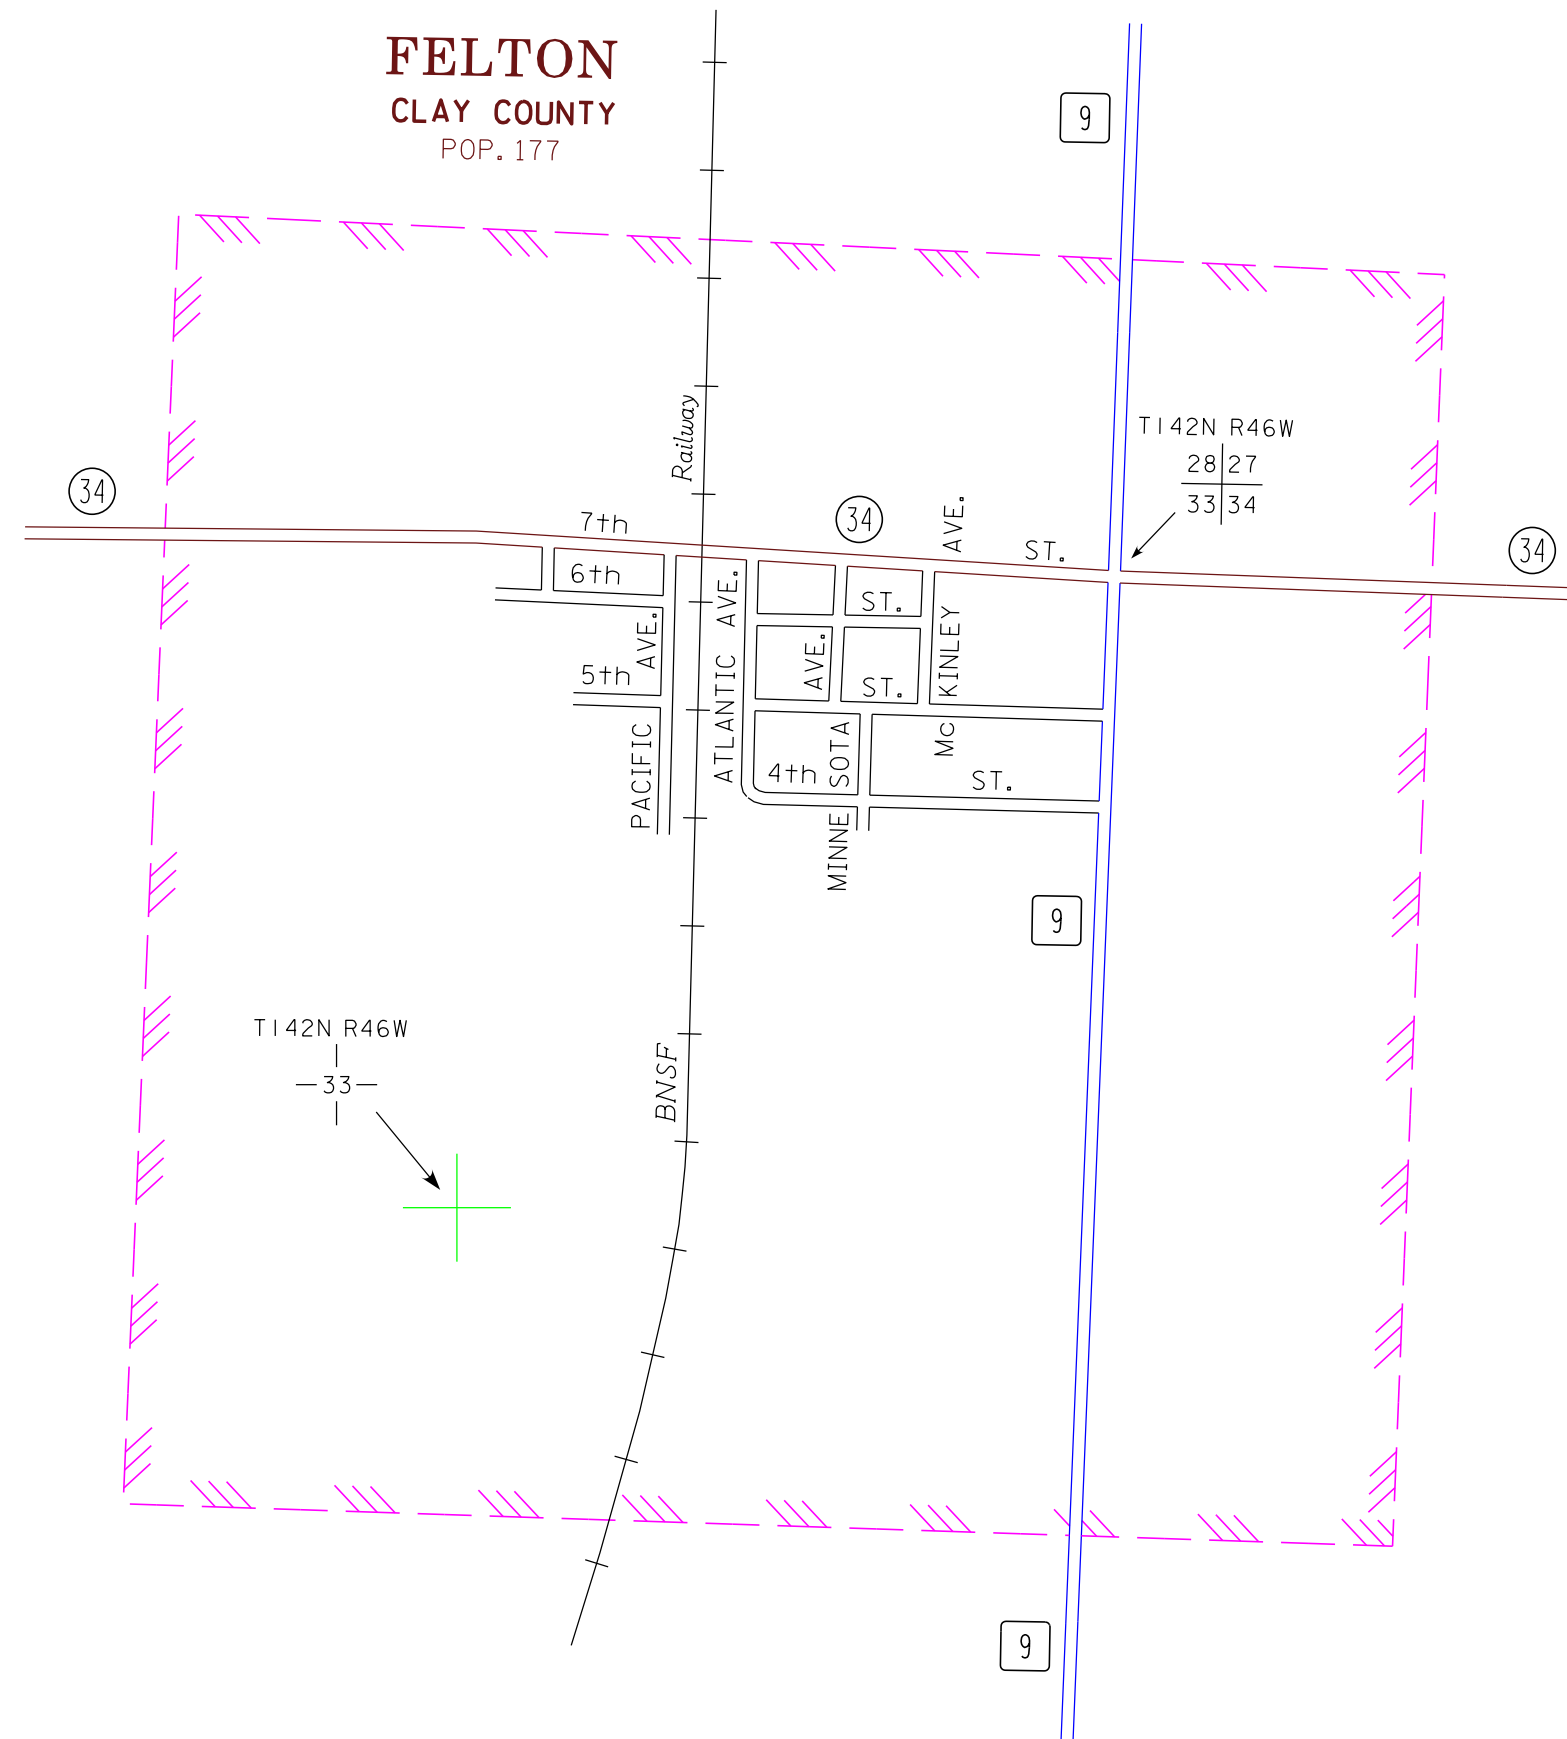 FELTON
CLAY COUNTY
POP. 177
9
Railway
T142N R46W
28 27
33 34
34
7th
34
AVE.
ST.
34
6th
ST.
AVE.
ATLANTIC AVE.
AVE.
Mc KINLEY
5th
ST.
PACIFIC
4th
MINNE SOTA
ST.
9
T142N R46W
33
BNSF
9